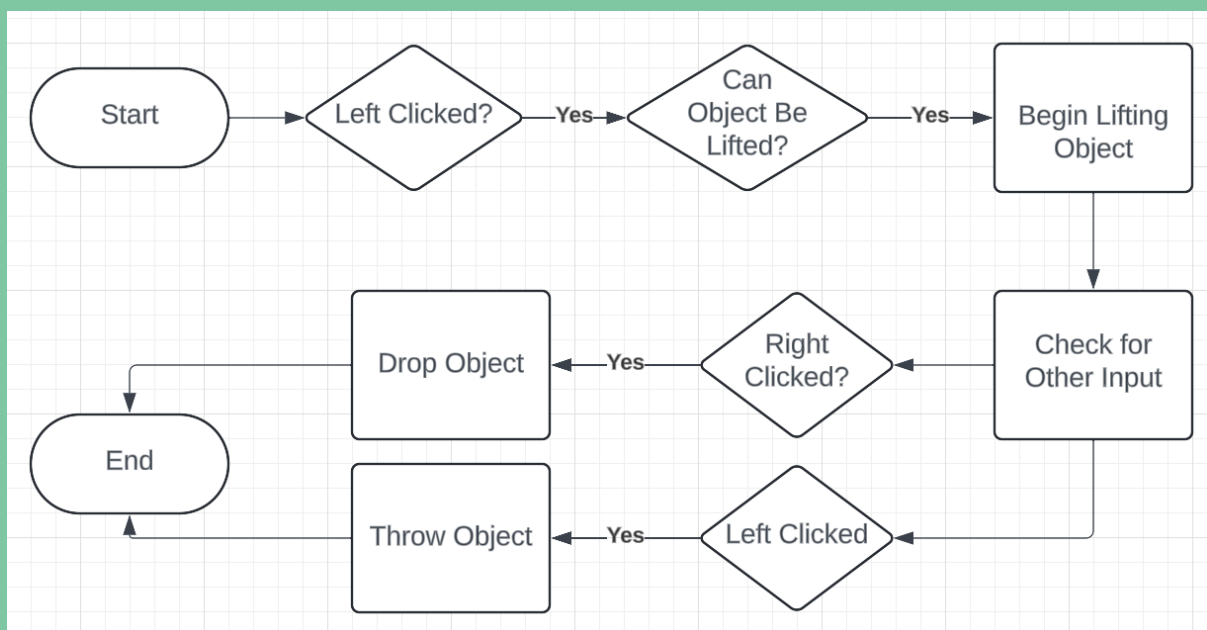 Start
Left Clicked?
Yes
Can
Object Be
Lifted?
Yes
Begin Lifting
Object
Check for
Other Input
Right
Clicked?
Yes
Drop Object
End
Left Clicked
Yes
Throw Object